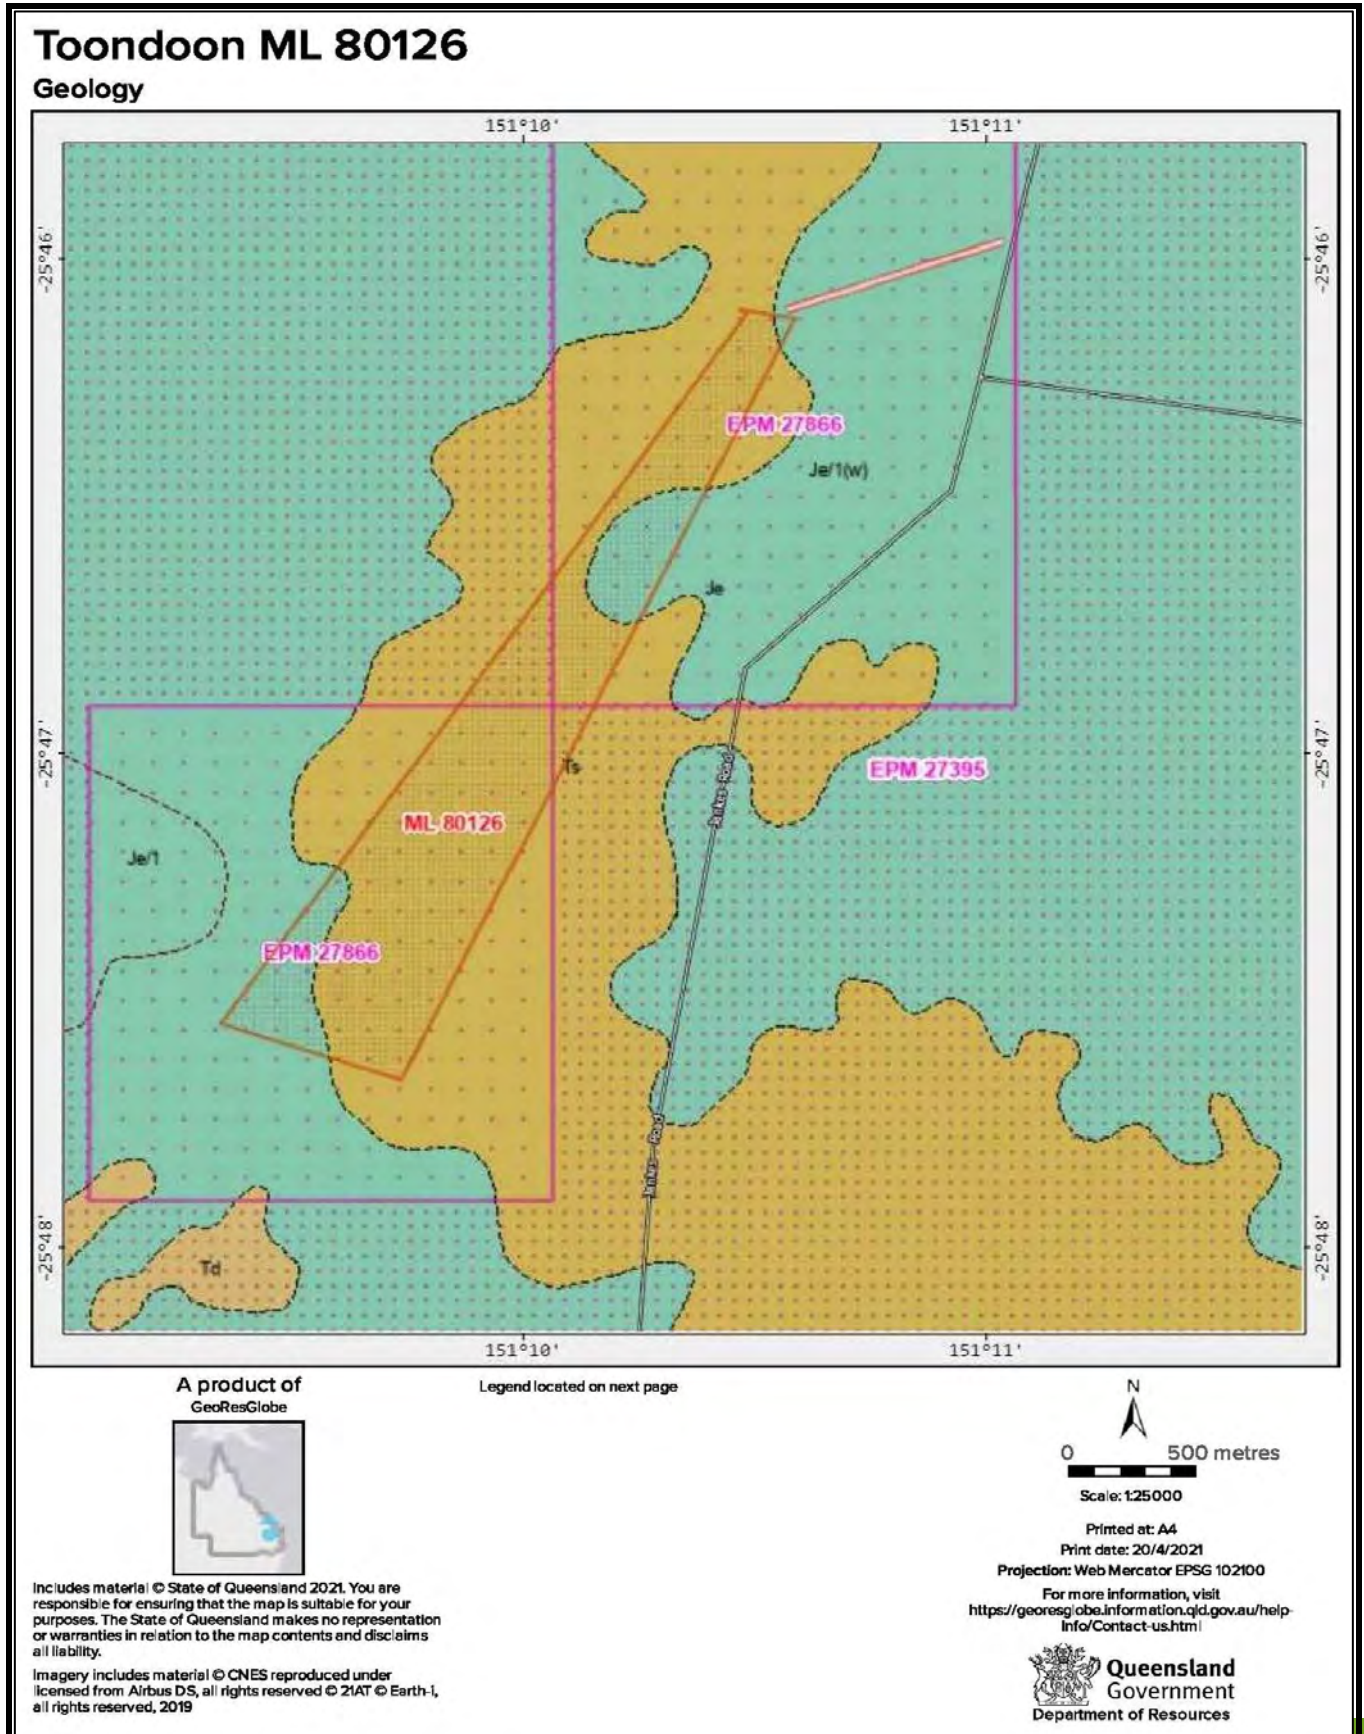 Toondoon ML 80126
Geology
151°10'
151°11'
-25°46'
-25°46'
EPM 27866
Je/1(w)
Je
-25°47'
-25°47'
Ts
EPM 27395
Jenkes Road
ML 80126
Je/1
EPM 27866
Jenkes Road
-25°48'
-25°48'
Td
151°10'
151°11'
A product of
GeoResGlobe
Legend located on next page
N
0 500 metres
Scale: 1:25000
Printed at: A4
Print date: 20/4/2021
Projection: Web Mercator EPSG 102100
For more information, visit
https://georesglobe.information.qld.gov.au/help-
info/Contact-us.html
Includes material © State of Queensland 2021. You are
responsible for ensuring that the map is suitable for your
purposes. The State of Queensland makes no representation
or warranties in relation to the map contents and disclaims
all liability.
Imagery includes material © CNES reproduced under
license from Airbus DS, all rights reserved © 21AT © Earth-i,
all rights reserved, 2019
Queensland
Government
Department of Resources